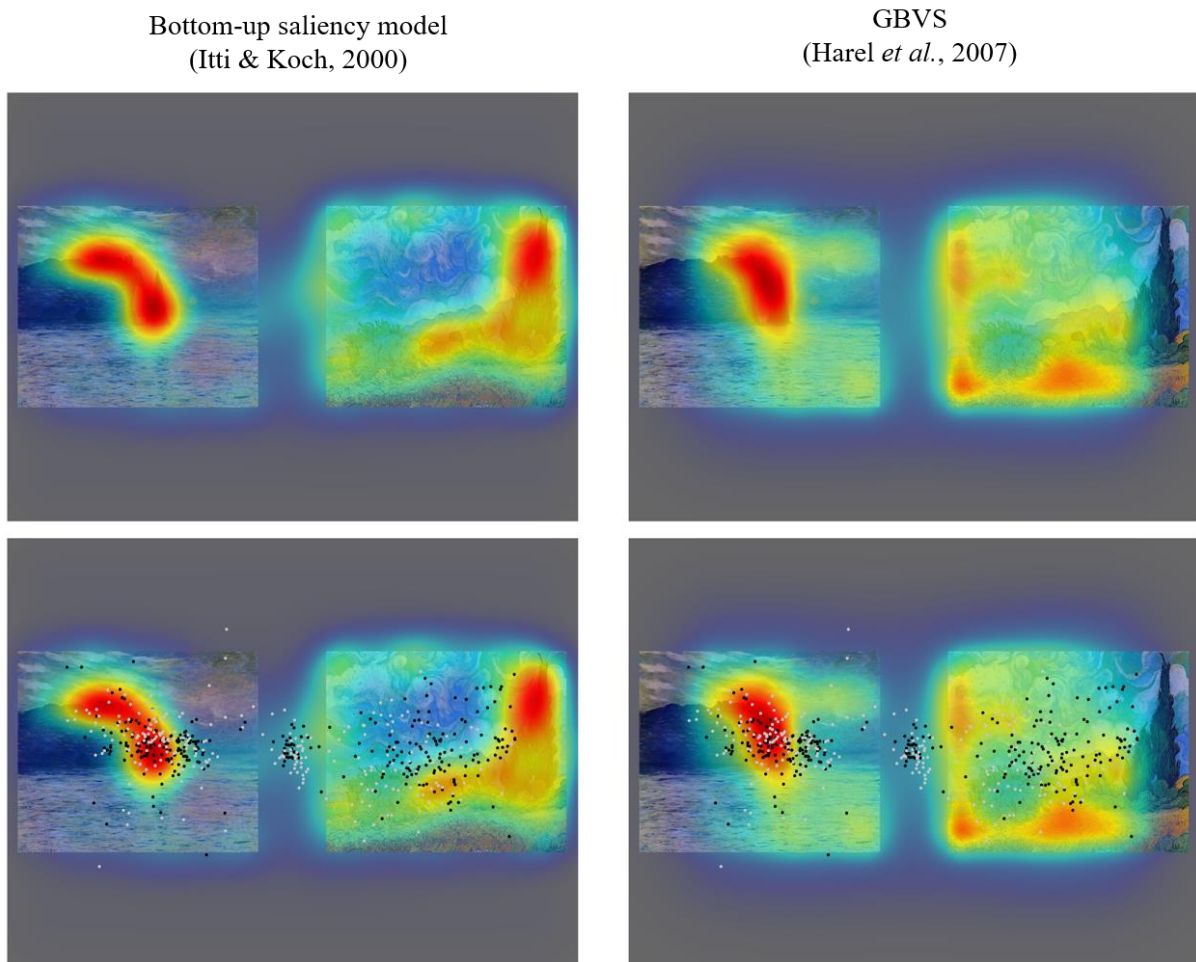 Bottom-up saliency model
(Itti & Koch, 2000)
GBVS
(Harel et al., 2007)